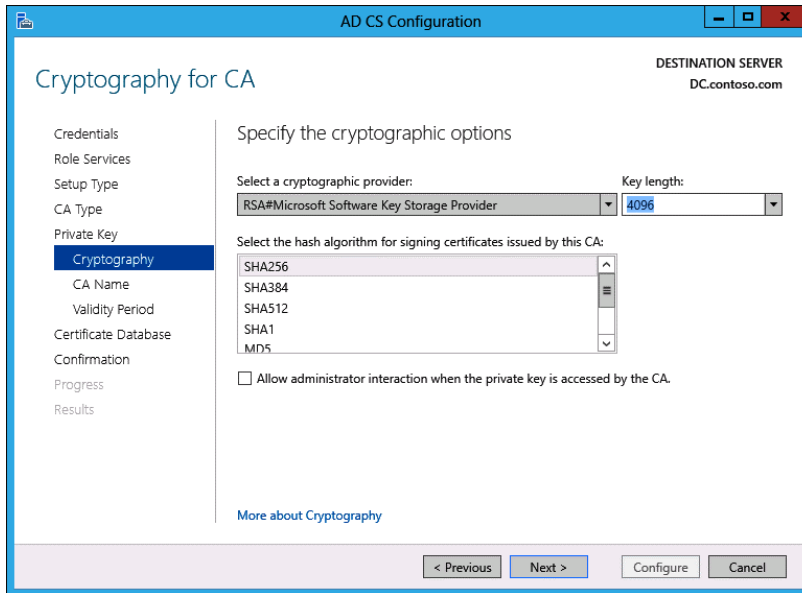 AD CS Configuration
Cryptography for CA
DESTINATION SERVER
DC.contoso.com
Credentials
Role Services
Setup Type
CA Type
Private Key
Cryptography
CA Name
Validity Period
Certificate Database
Confirmation
Progress
Results
Specify the cryptographic options
Select a cryptographic provider:
Key length:
RSA#Microsoft Software Key Storage Provider
4096
Select the hash algorithm for signing certificates issued by this CA:
SHA256
SHA384
SHA512
SHA1
MD5
Allow administrator interaction when the private key is accessed by the CA.
More about Cryptography
< Previous
Next >
Configure
Cancel